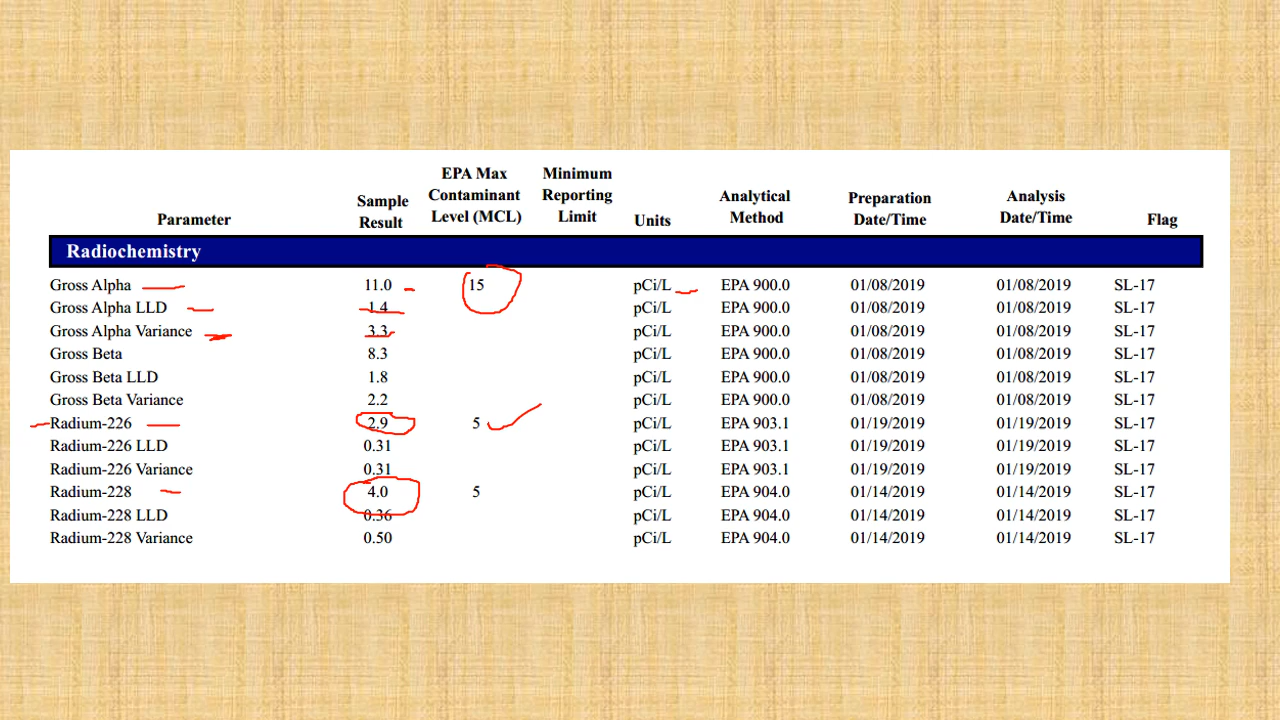 Parameter Sample Result EPA Max Contaminant Level (MCL) Minimum Reporting Limit Units Analytical Method Preparation Date/Time Analysis Date/Time Flag
Radiochemistry
Gross Alpha 11.0 15 pCi/L EPA 900.0 01/08/2019 01/08/2019 SL-17
Gross Alpha LLD 1.4 pCi/L EPA 900.0 01/08/2019 01/08/2019 SL-17
Gross Alpha Variance 3.3 pCi/L EPA 900.0 01/08/2019 01/08/2019 SL-17
Gross Beta 8.3 pCi/L EPA 900.0 01/08/2019 01/08/2019 SL-17
Gross Beta LLD 1.8 pCi/L EPA 900.0 01/08/2019 01/08/2019 SL-17
Gross Beta Variance 2.2 pCi/L EPA 900.0 01/08/2019 01/08/2019 SL-17
Radium-226 2.9 5 pCi/L EPA 903.1 01/19/2019 01/19/2019 SL-17
Radium-226 LLD 0.31 pCi/L EPA 903.1 01/19/2019 01/19/2019 SL-17
Radium-226 Variance 0.31 pCi/L EPA 903.1 01/19/2019 01/19/2019 SL-17
Radium-228 4.0 5 pCi/L EPA 904.0 01/14/2019 01/14/2019 SL-17
Radium-228 LLD 0.36 pCi/L EPA 904.0 01/14/2019 01/14/2019 SL-17
Radium-228 Variance 0.50 pCi/L EPA 904.0 01/14/2019 01/14/2019 SL-17